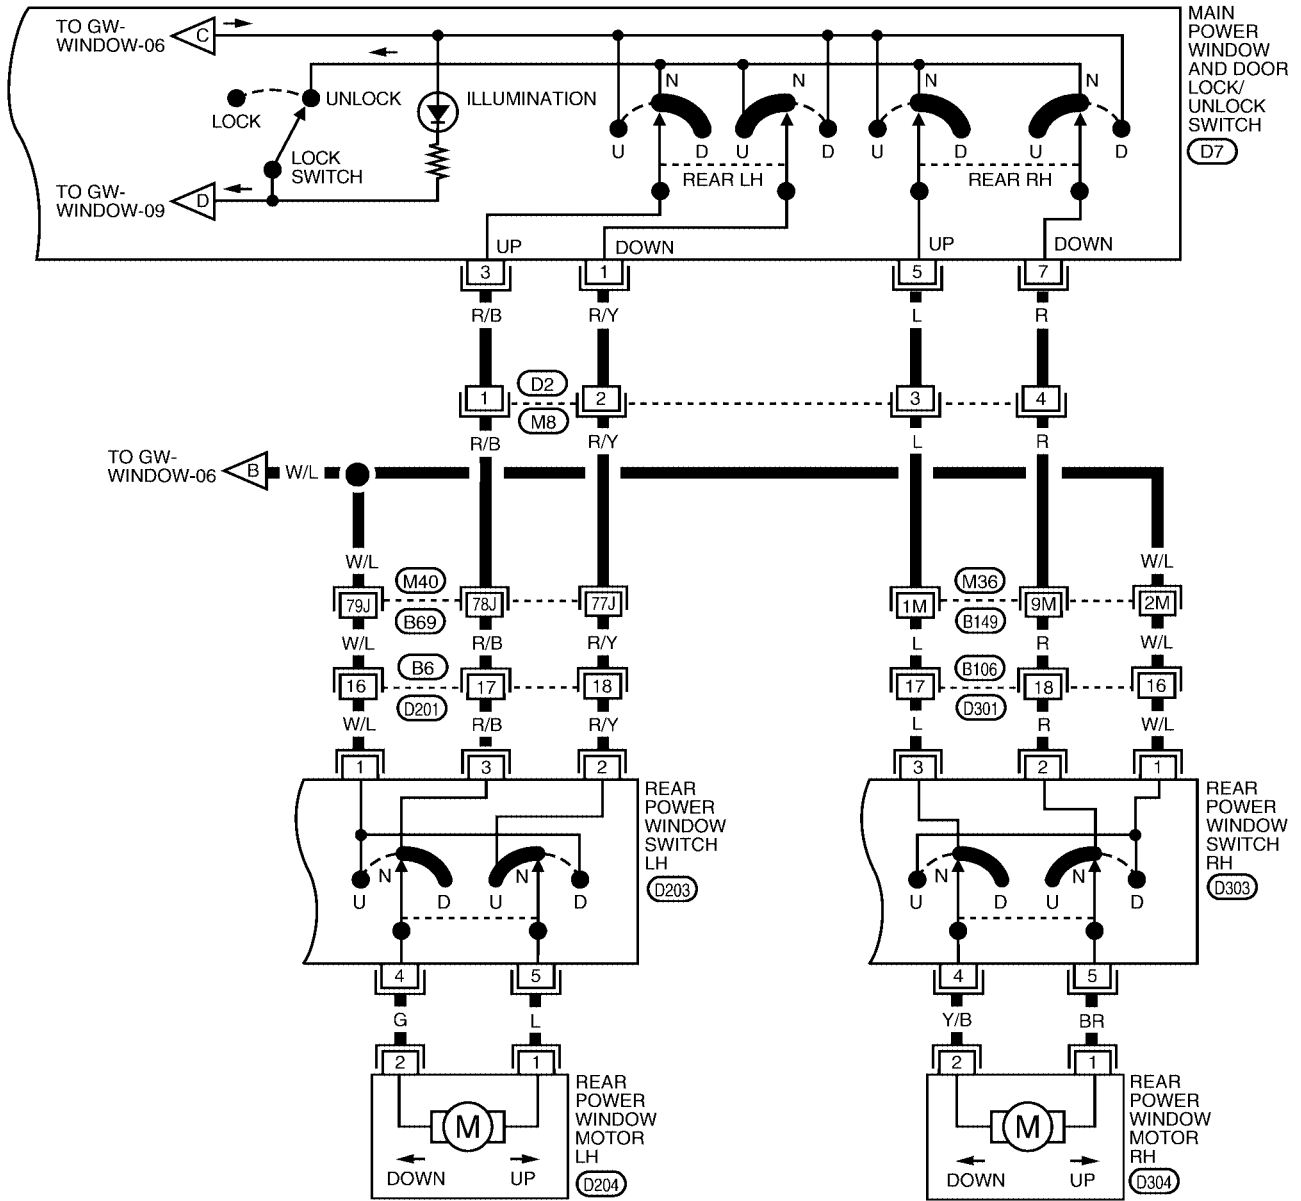 TO GW-
WINDOW-06
C
LOCK
UNLOCK
ILLUMINATION
LOCK
SWITCH
TO GW-
WINDOW-09
D
N
N
N
N
U
D
U
D
U
D
U
D
REAR LH
REAR RH
UP
DOWN
UP
DOWN
MAIN
POWER
WINDOW
AND DOOR
LOCK/
UNLOCK
SWITCH
D7
3
1
5
7
R/B
R/Y
L
R
1
D2
M8
2
3
4
R/B
R/Y
L
R
TO GW-
WINDOW-06
B
W/L
W/L
W/L
79J
M40
B69
78J
77J
1M
M36
B149
9M
2M
W/L
R/B
R/Y
L
R
W/L
16
B6
D201
17
18
17
B106
D301
18
16
W/L
R/B
R/Y
L
R
W/L
1
3
2
3
2
1
REAR
POWER
WINDOW
SWITCH
LH
D203
REAR
POWER
WINDOW
SWITCH
RH
D303
N
N
N
N
U
D
U
D
U
D
U
D
4
5
4
5
G
L
Y/B
BR
2
1
2
1
M
M
DOWN
UP
DOWN
UP
REAR
POWER
WINDOW
MOTOR
LH
D204
REAR
POWER
WINDOW
MOTOR
RH
D304